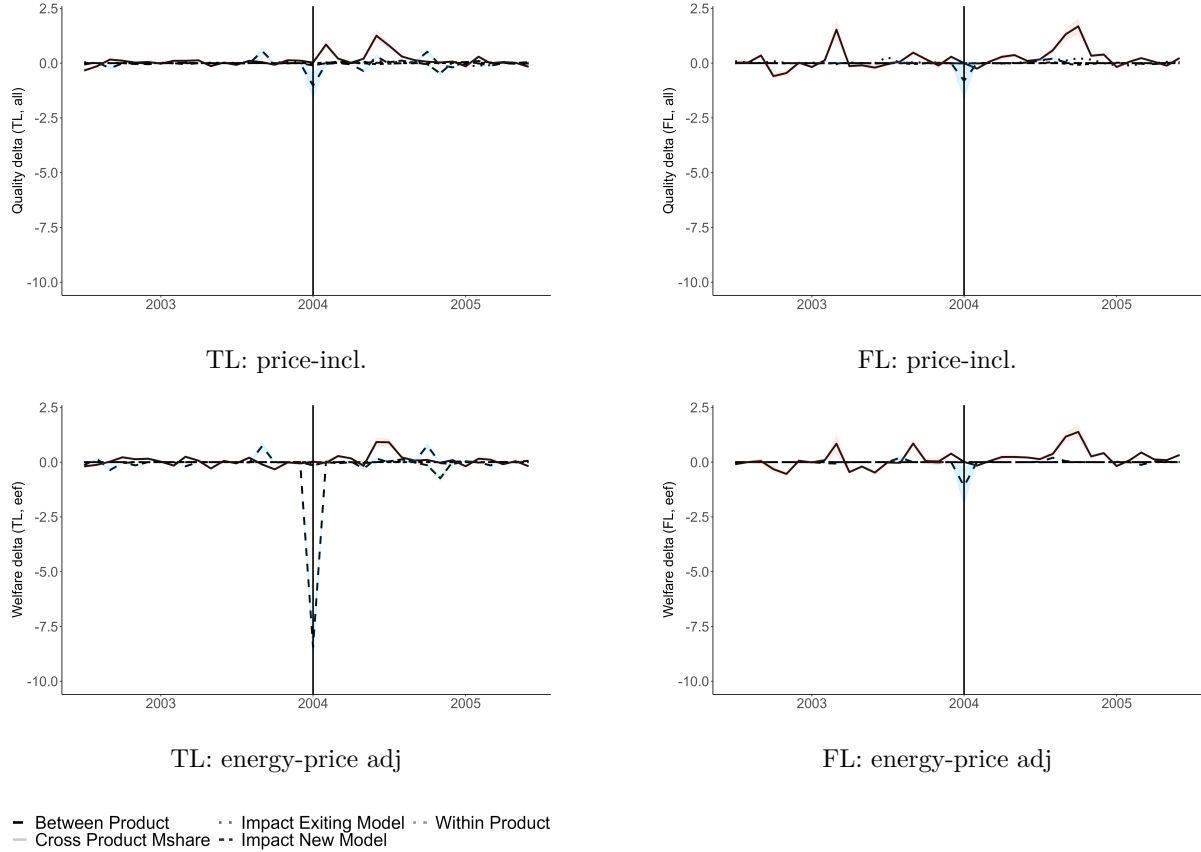 2.5
0.0
-2.5
-5.0
-7.5
-10.0
Quality delta (TL, all)
2003
2004
2005
TL: price-incl.
2.5
0.0
-2.5
-5.0
-7.5
-10.0
Quality delta (FL, all)
2003
2004
2005
FL: price-incl.
2.5
0.0
-2.5
-5.0
-7.5
-10.0
Welfare delta (TL, eef)
2003
2004
2005
TL: energy-price adj
2.5
0.0
-2.5
-5.0
-7.5
-10.0
Welfare delta (FL, eef)
2003
2004
2005
FL: energy-price adj
Between Product
Impact Exiting Model
Within Product
Cross Product Mshare
Impact New Model